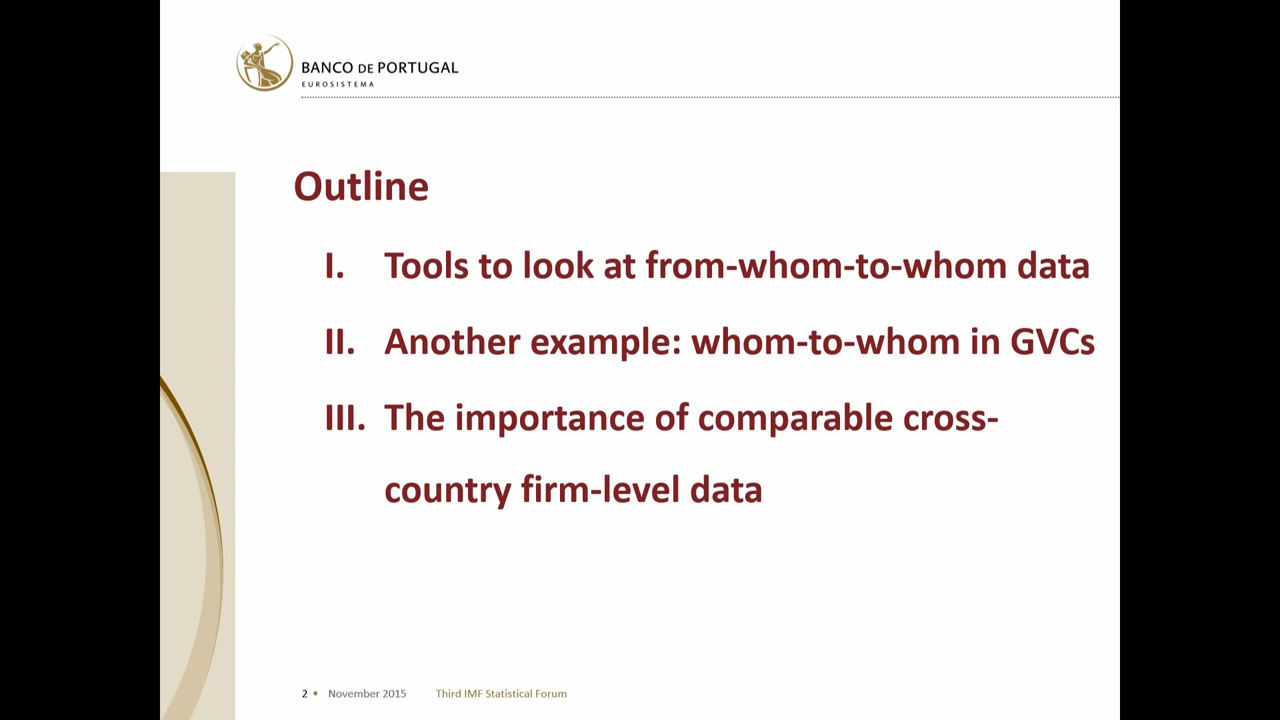 BANCO DE PORTUGAL
EUROSISTEMA
Outline
I. Tools to look at from-whom-to-whom data
II. Another example: whom-to-whom in GVCs
III. The importance of comparable cross-
country firm-level data
2 • November 2015 Third IMF Statistical Forum